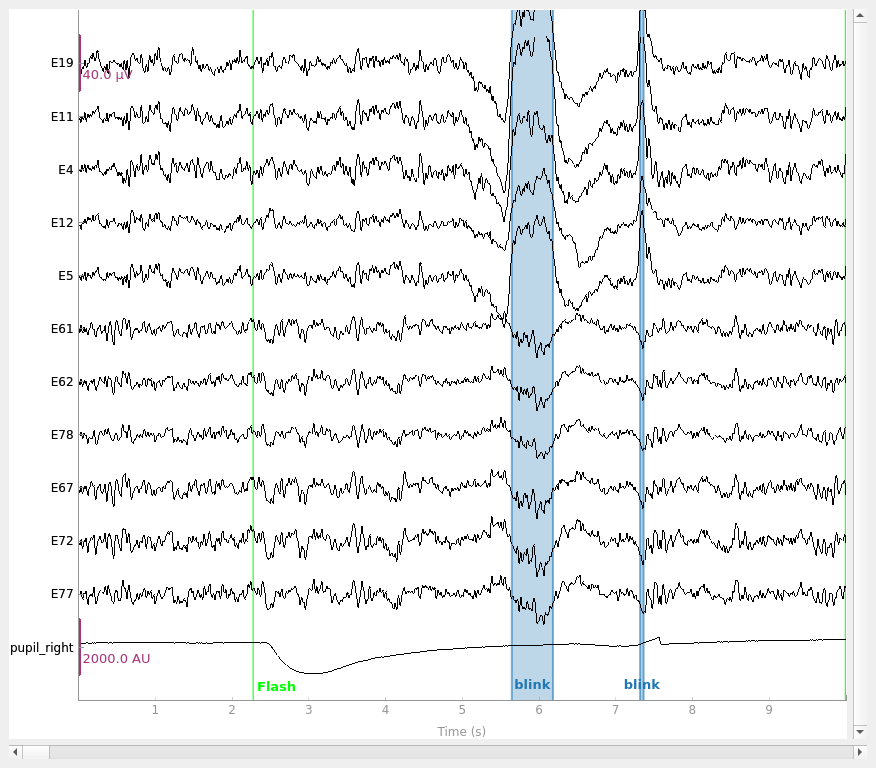 E19
40.0 µV
E11
E4
E12
E5
E61
E62
E78
E67
E72
E77
pupil_right
2000.0 AU
Flash
blink
blink
1 2 3 4 5 6 7 8 9
Time (s)